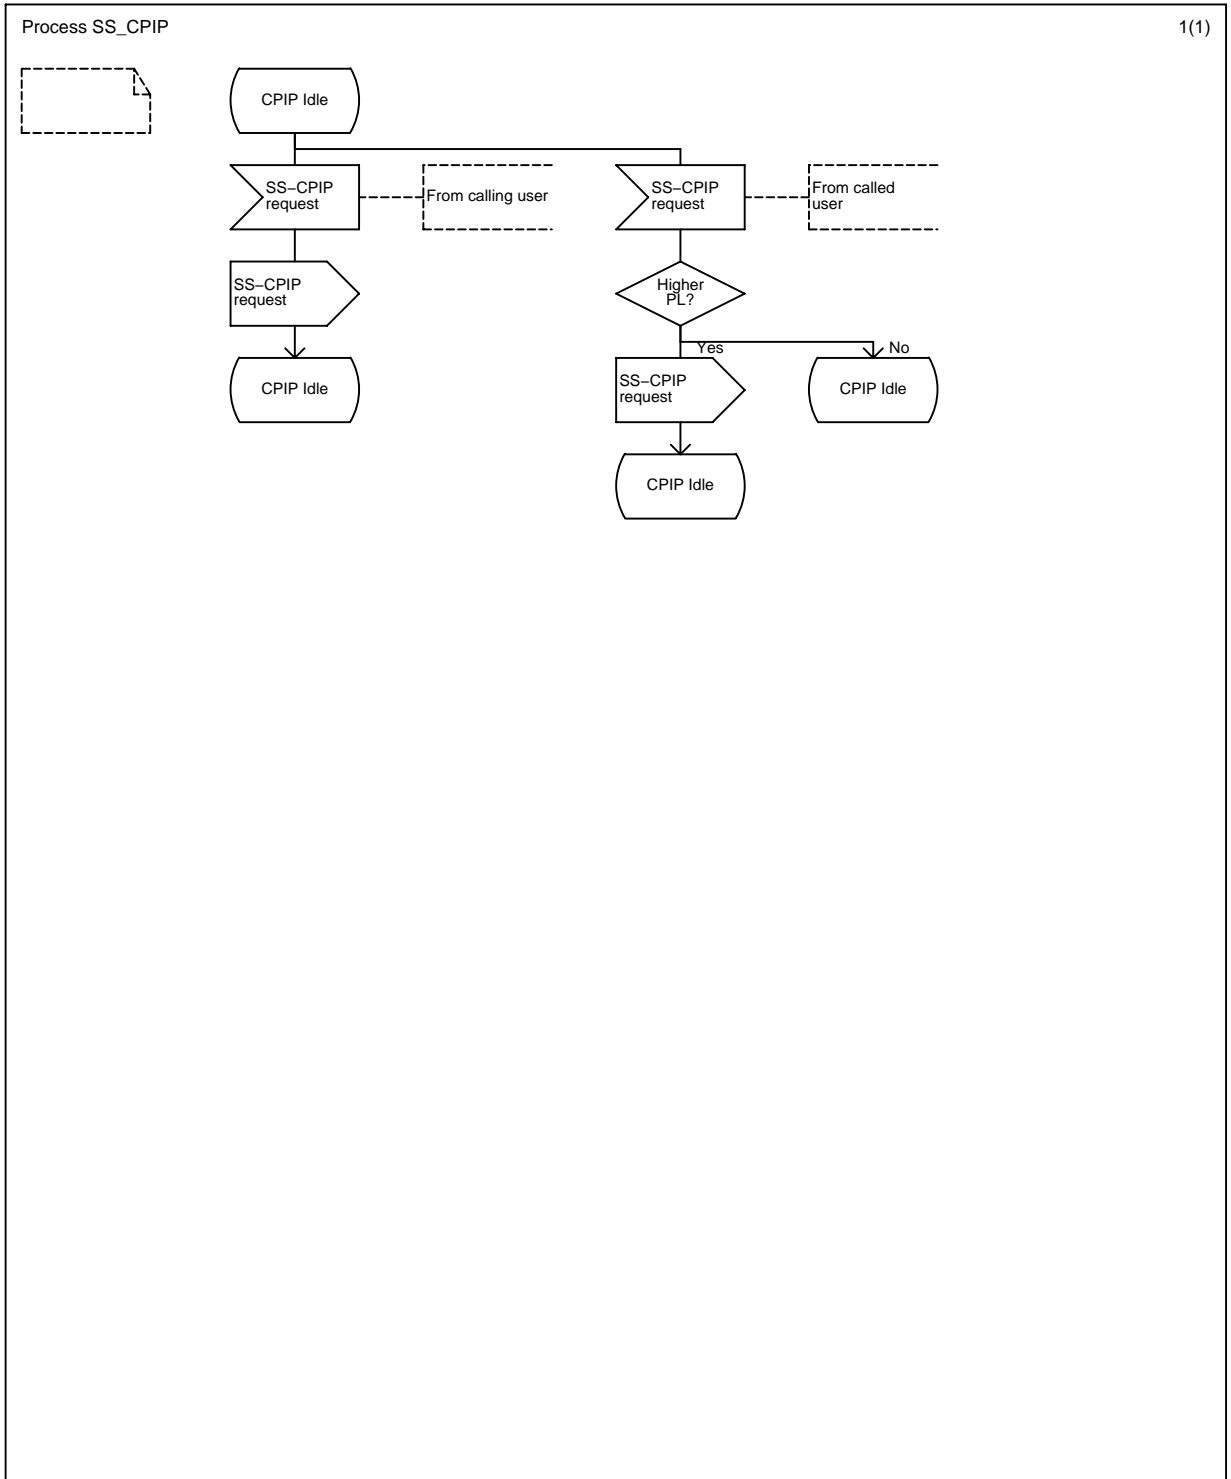 Process SS_CPIP
1(1)
CPIP Idle
SS−CPIP
request
From calling user
SS−CPIP
request
From called
user
SS−CPIP
request
Higher
PL?
Yes
No
CPIP Idle
SS−CPIP
request
CPIP Idle
CPIP Idle